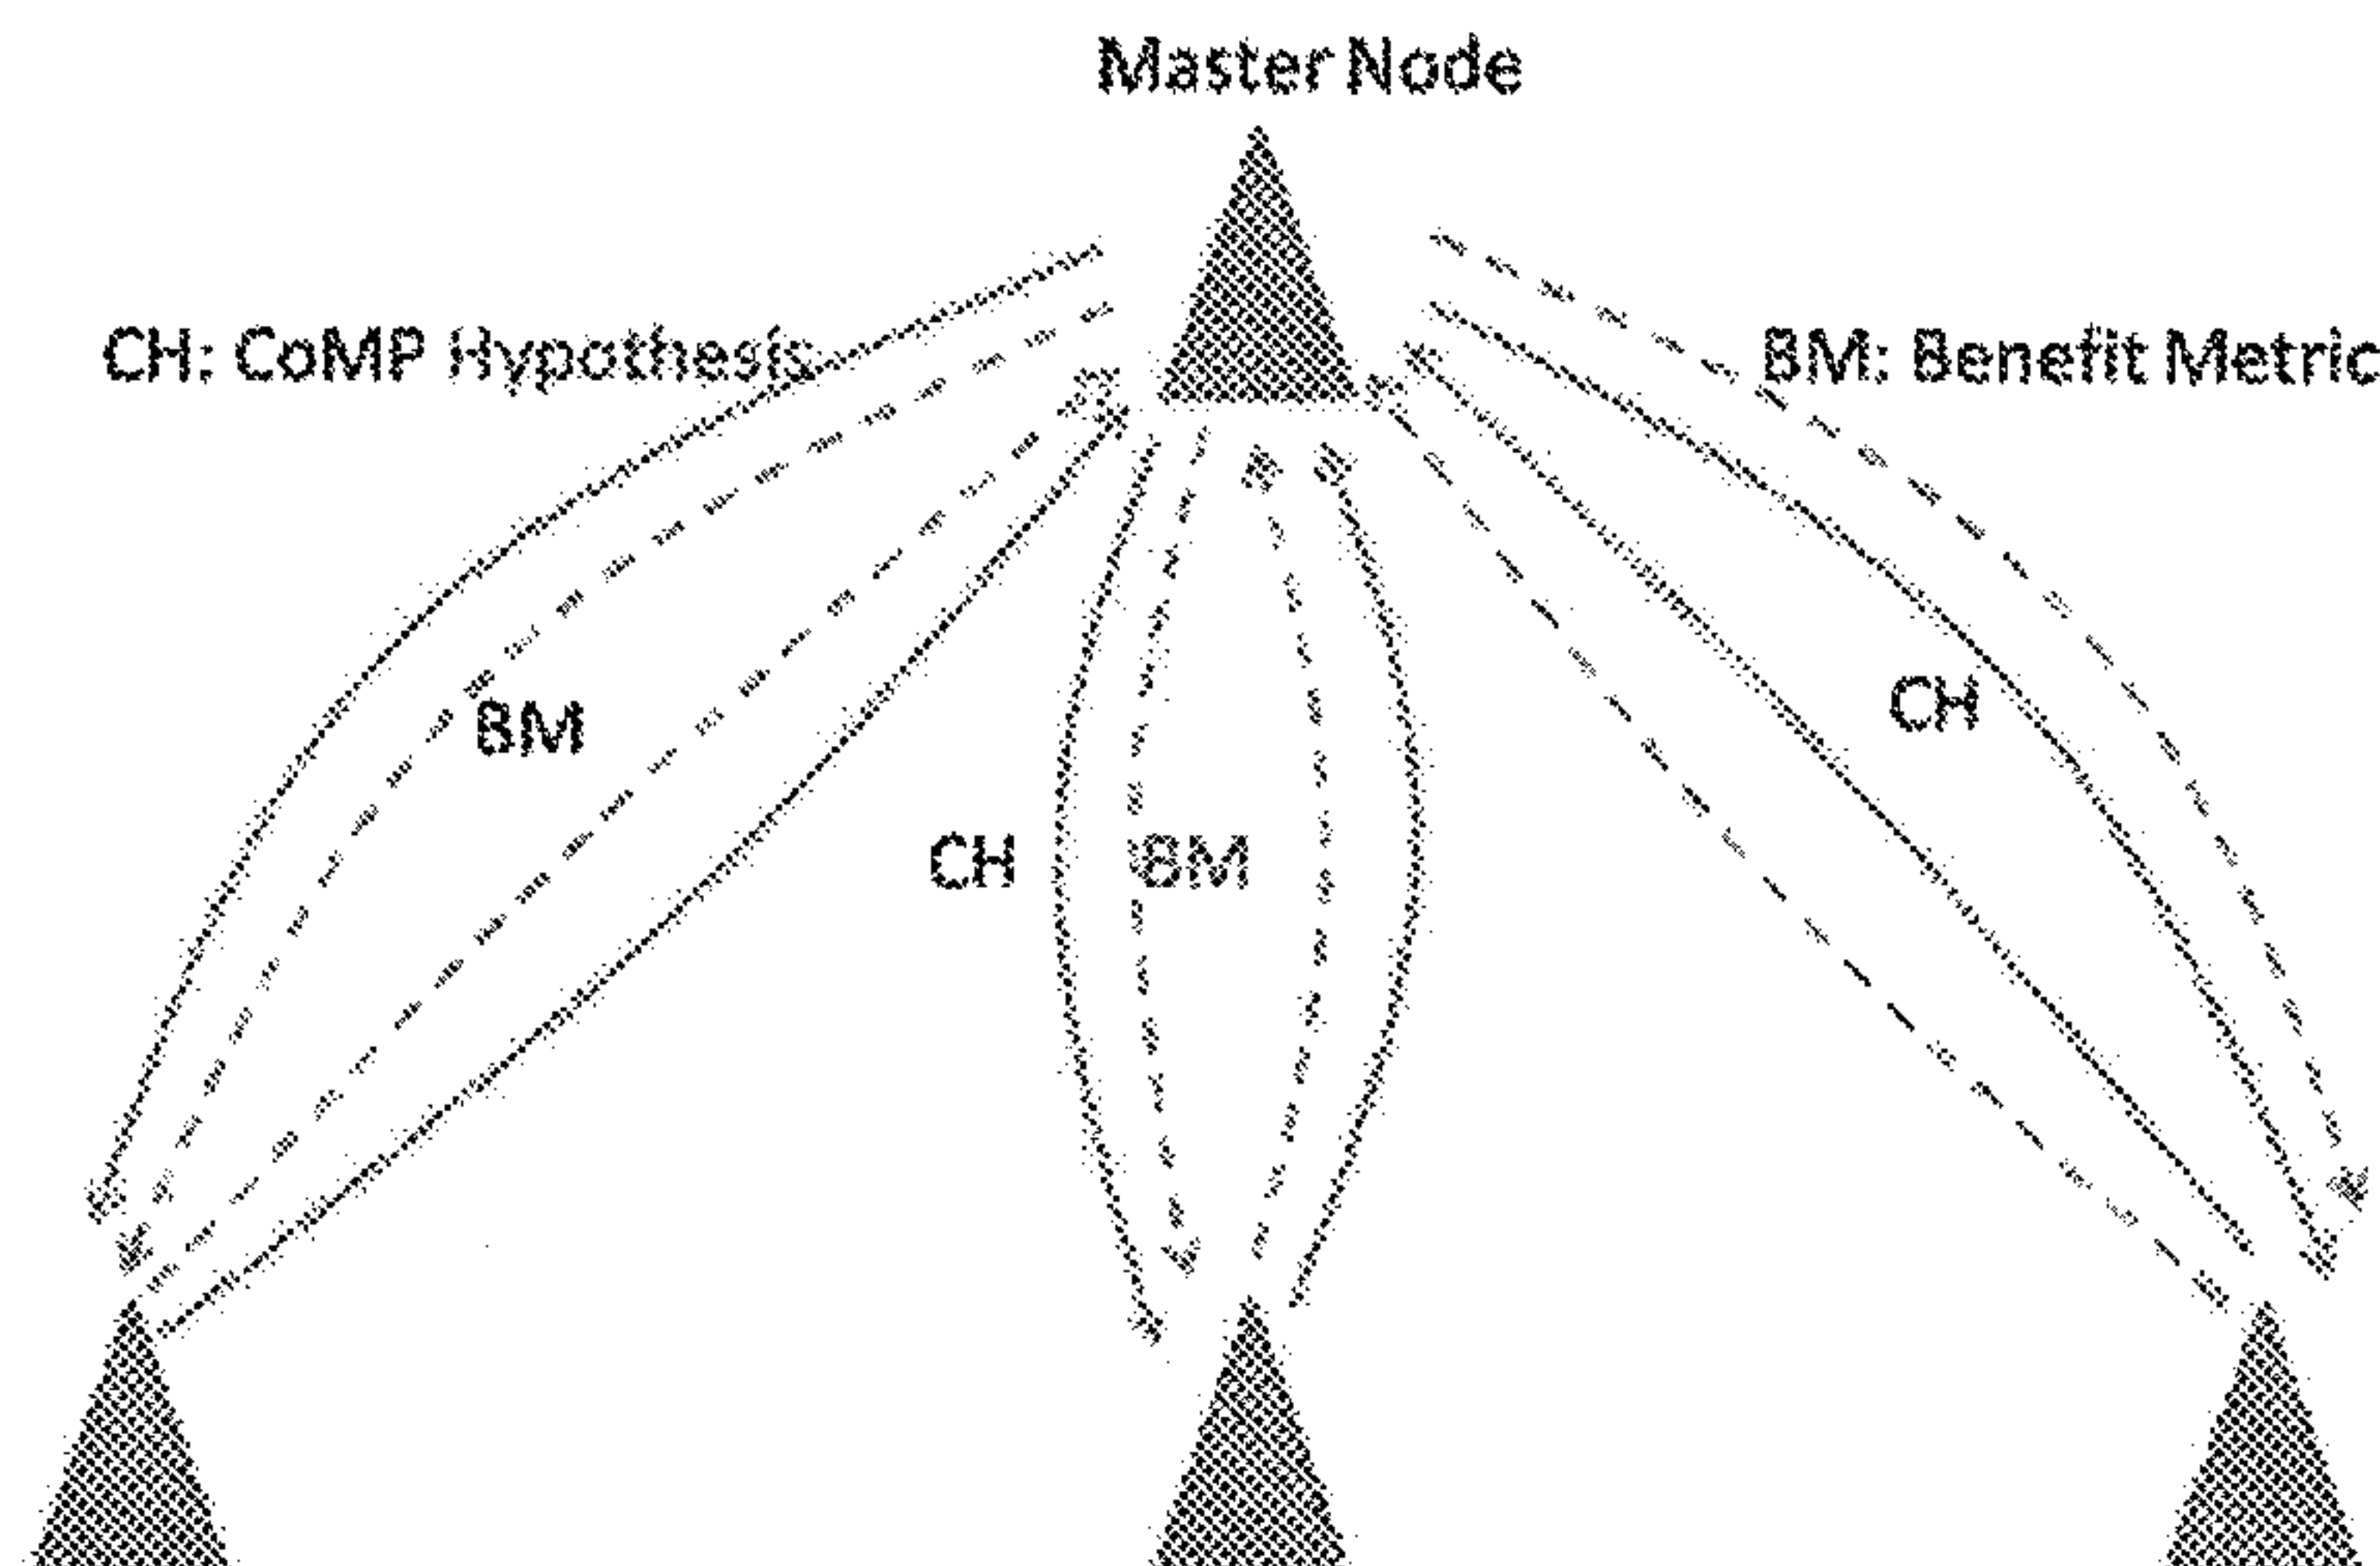 Master Node
CH: CoMP Hypothesis
BM: Benefit Metric
BM
CH
CH
BM